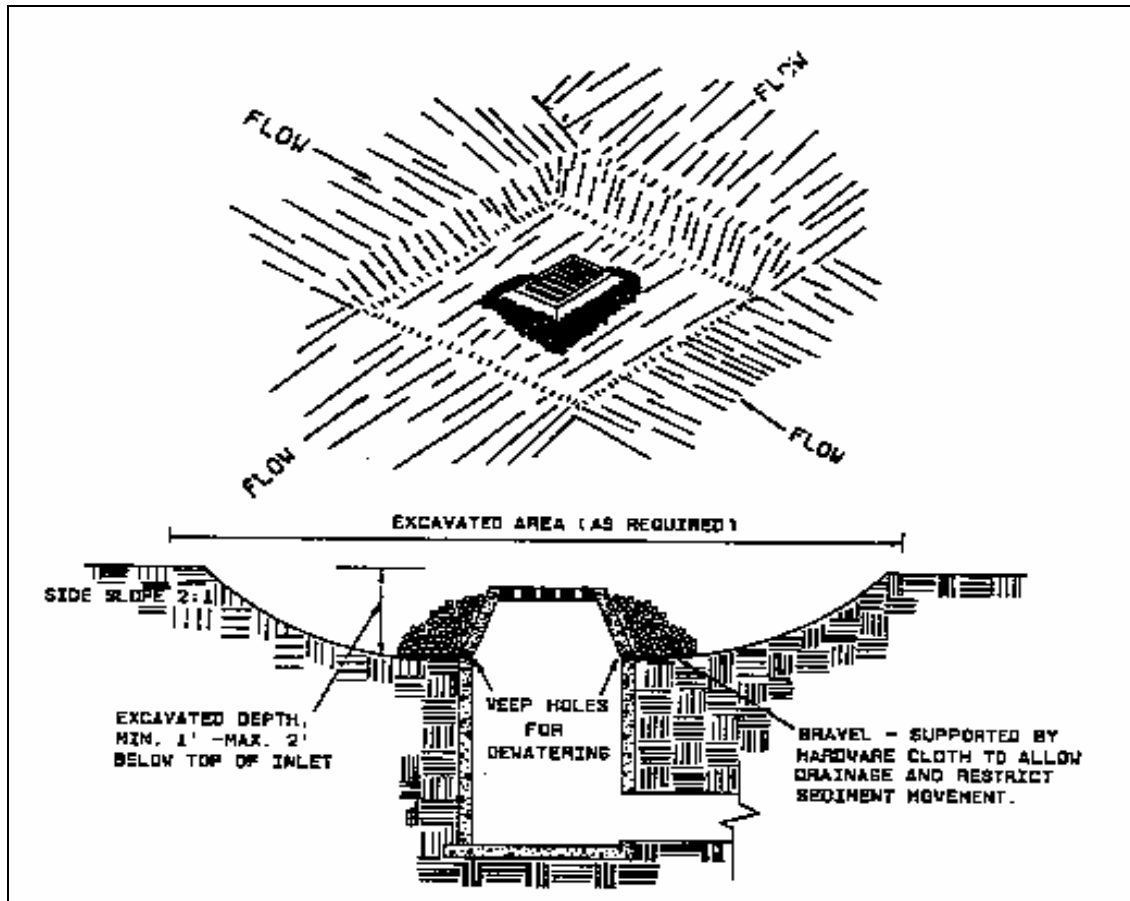 FLOW
FLOW
FLOW
FLOW
EXCAVATED AREA (AS REQUIRED)
SIDE SLOPE 2:1
EXCAVATED DEPTH,
MIN. 1' -MAX. 2'
BELOW TOP OF INLET
WEEP HOLES
FOR
DEWATERING
GRAVEL - SUPPORTED BY
HARDWARE CLOTH TO ALLOW
DRAINAGE AND RESTRICT
SEDIMENT MOVEMENT.